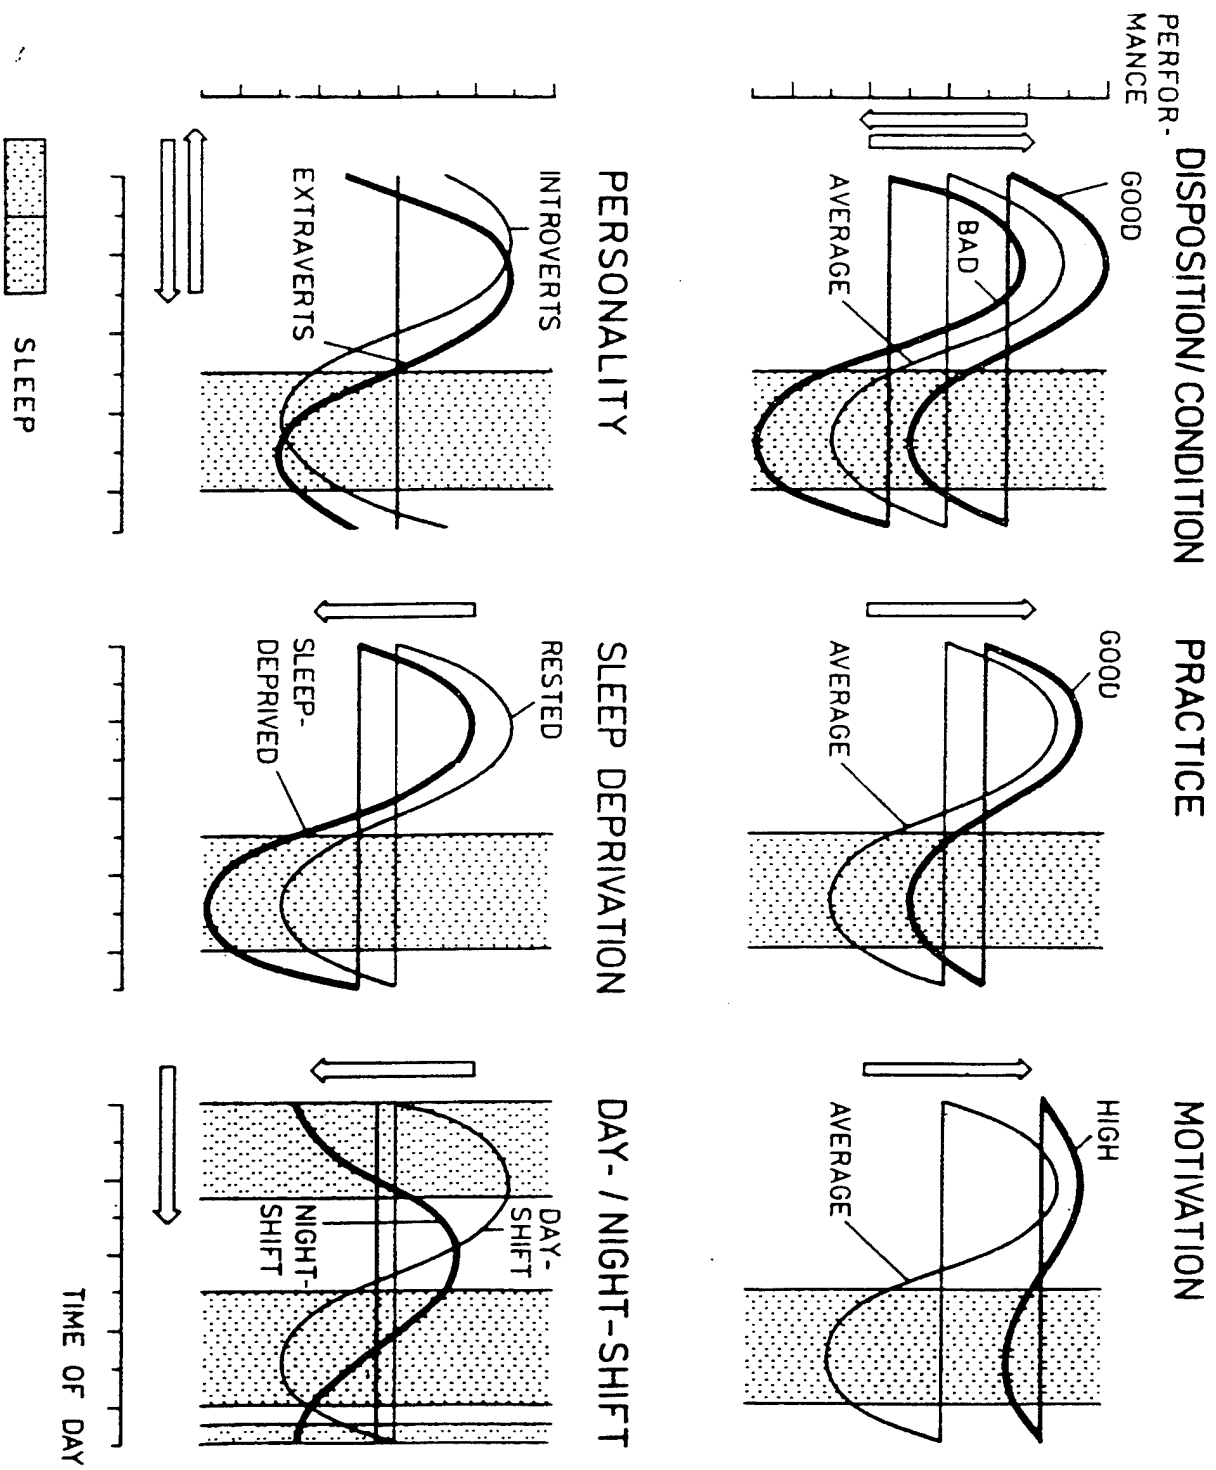 PERFOR-
MANCE
DISPOSITION/CONDITION
GOOD
BAD
AVERAGE
PRACTICE
GOOD
AVERAGE
MOTIVATION
HIGH
AVERAGE
PERSONALITY
INTROVERTS
EXTRAVERTS
SLEEP DEPRIVATION
RESTED
SLEEP-
DEPRIVED
DAY-/NIGHT-SHIFT
DAY-
SHIFT
NIGHT-
SHIFT
TIME OF DAY
SLEEP